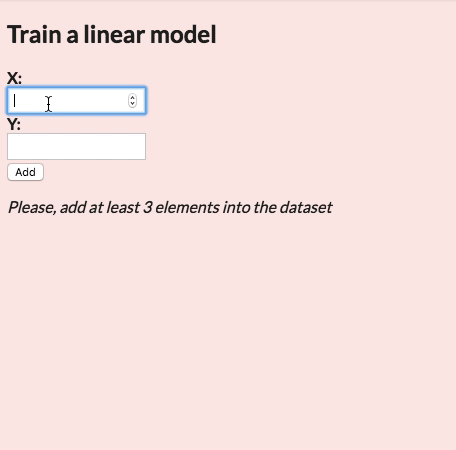 Train a linear model
X:
Y:
Add
Please, add at least 3 elements into the dataset